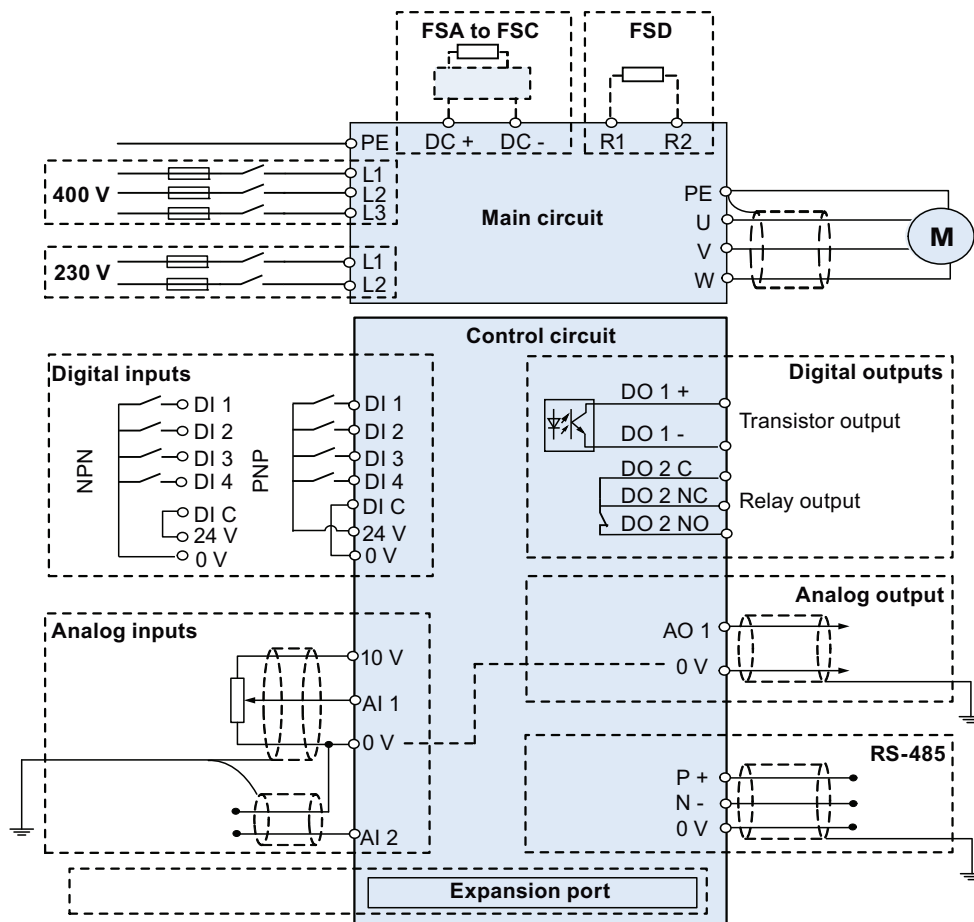 FSA to FSC
FSD
PE
DC +
DC -
R1
R2
400 V
L1
L2
L3
230 V
L1
L2
Main circuit
PE
U
V
W
M
Control circuit
Digital inputs
NPN
DI 1
DI 2
DI 3
DI 4
DI C
24 V
0 V
PNP
DI 1
DI 2
DI 3
DI 4
DI C
24 V
0 V
Digital outputs
DO 1 +
Transistor output
DO 1 -
DO 2 C
DO 2 NC
Relay output
DO 2 NO
Analog inputs
10 V
AI 1
0 V
AI 2
Analog output
AO 1
0 V
RS-485
P +
N -
0 V
Expansion port